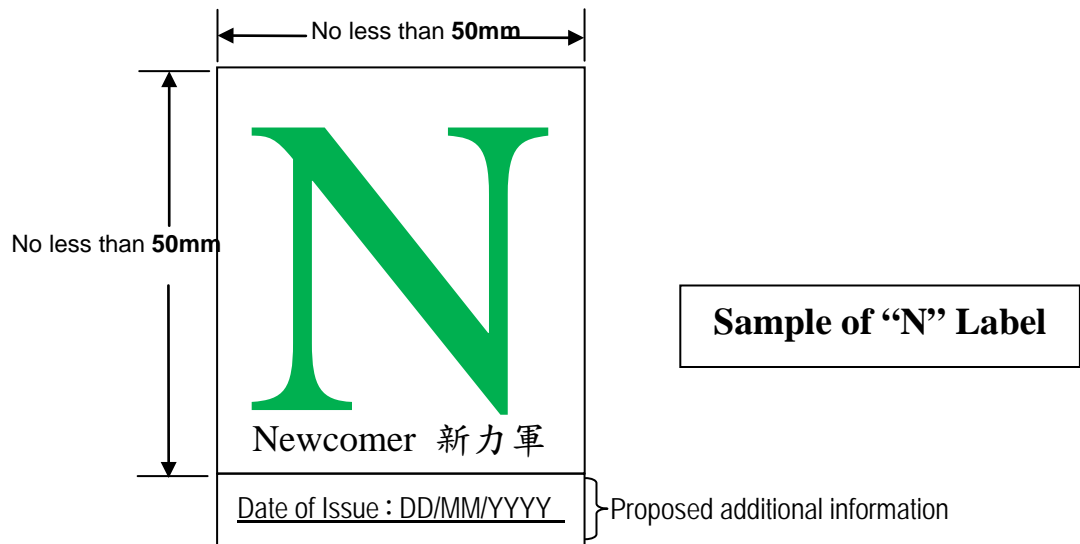 No less than 50mm
N
No less than 50mm
Sample of “N” Label
Newcomer 新力軍
Date of Issue : DD/MM/YYYY
Proposed additional information